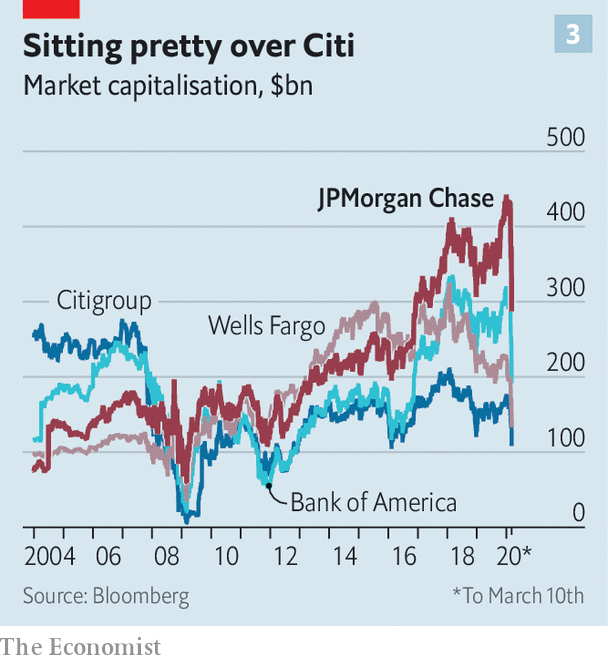 Sitting pretty over Citi
3
Market capitalisation, $bn
500
JPMorgan Chase
400
Citigroup
300
Wells Fargo
200
100
Bank of America
0
2004 06 08 10 12 14 16 18 20*
Source: Bloomberg
*To March 10th
The Economist